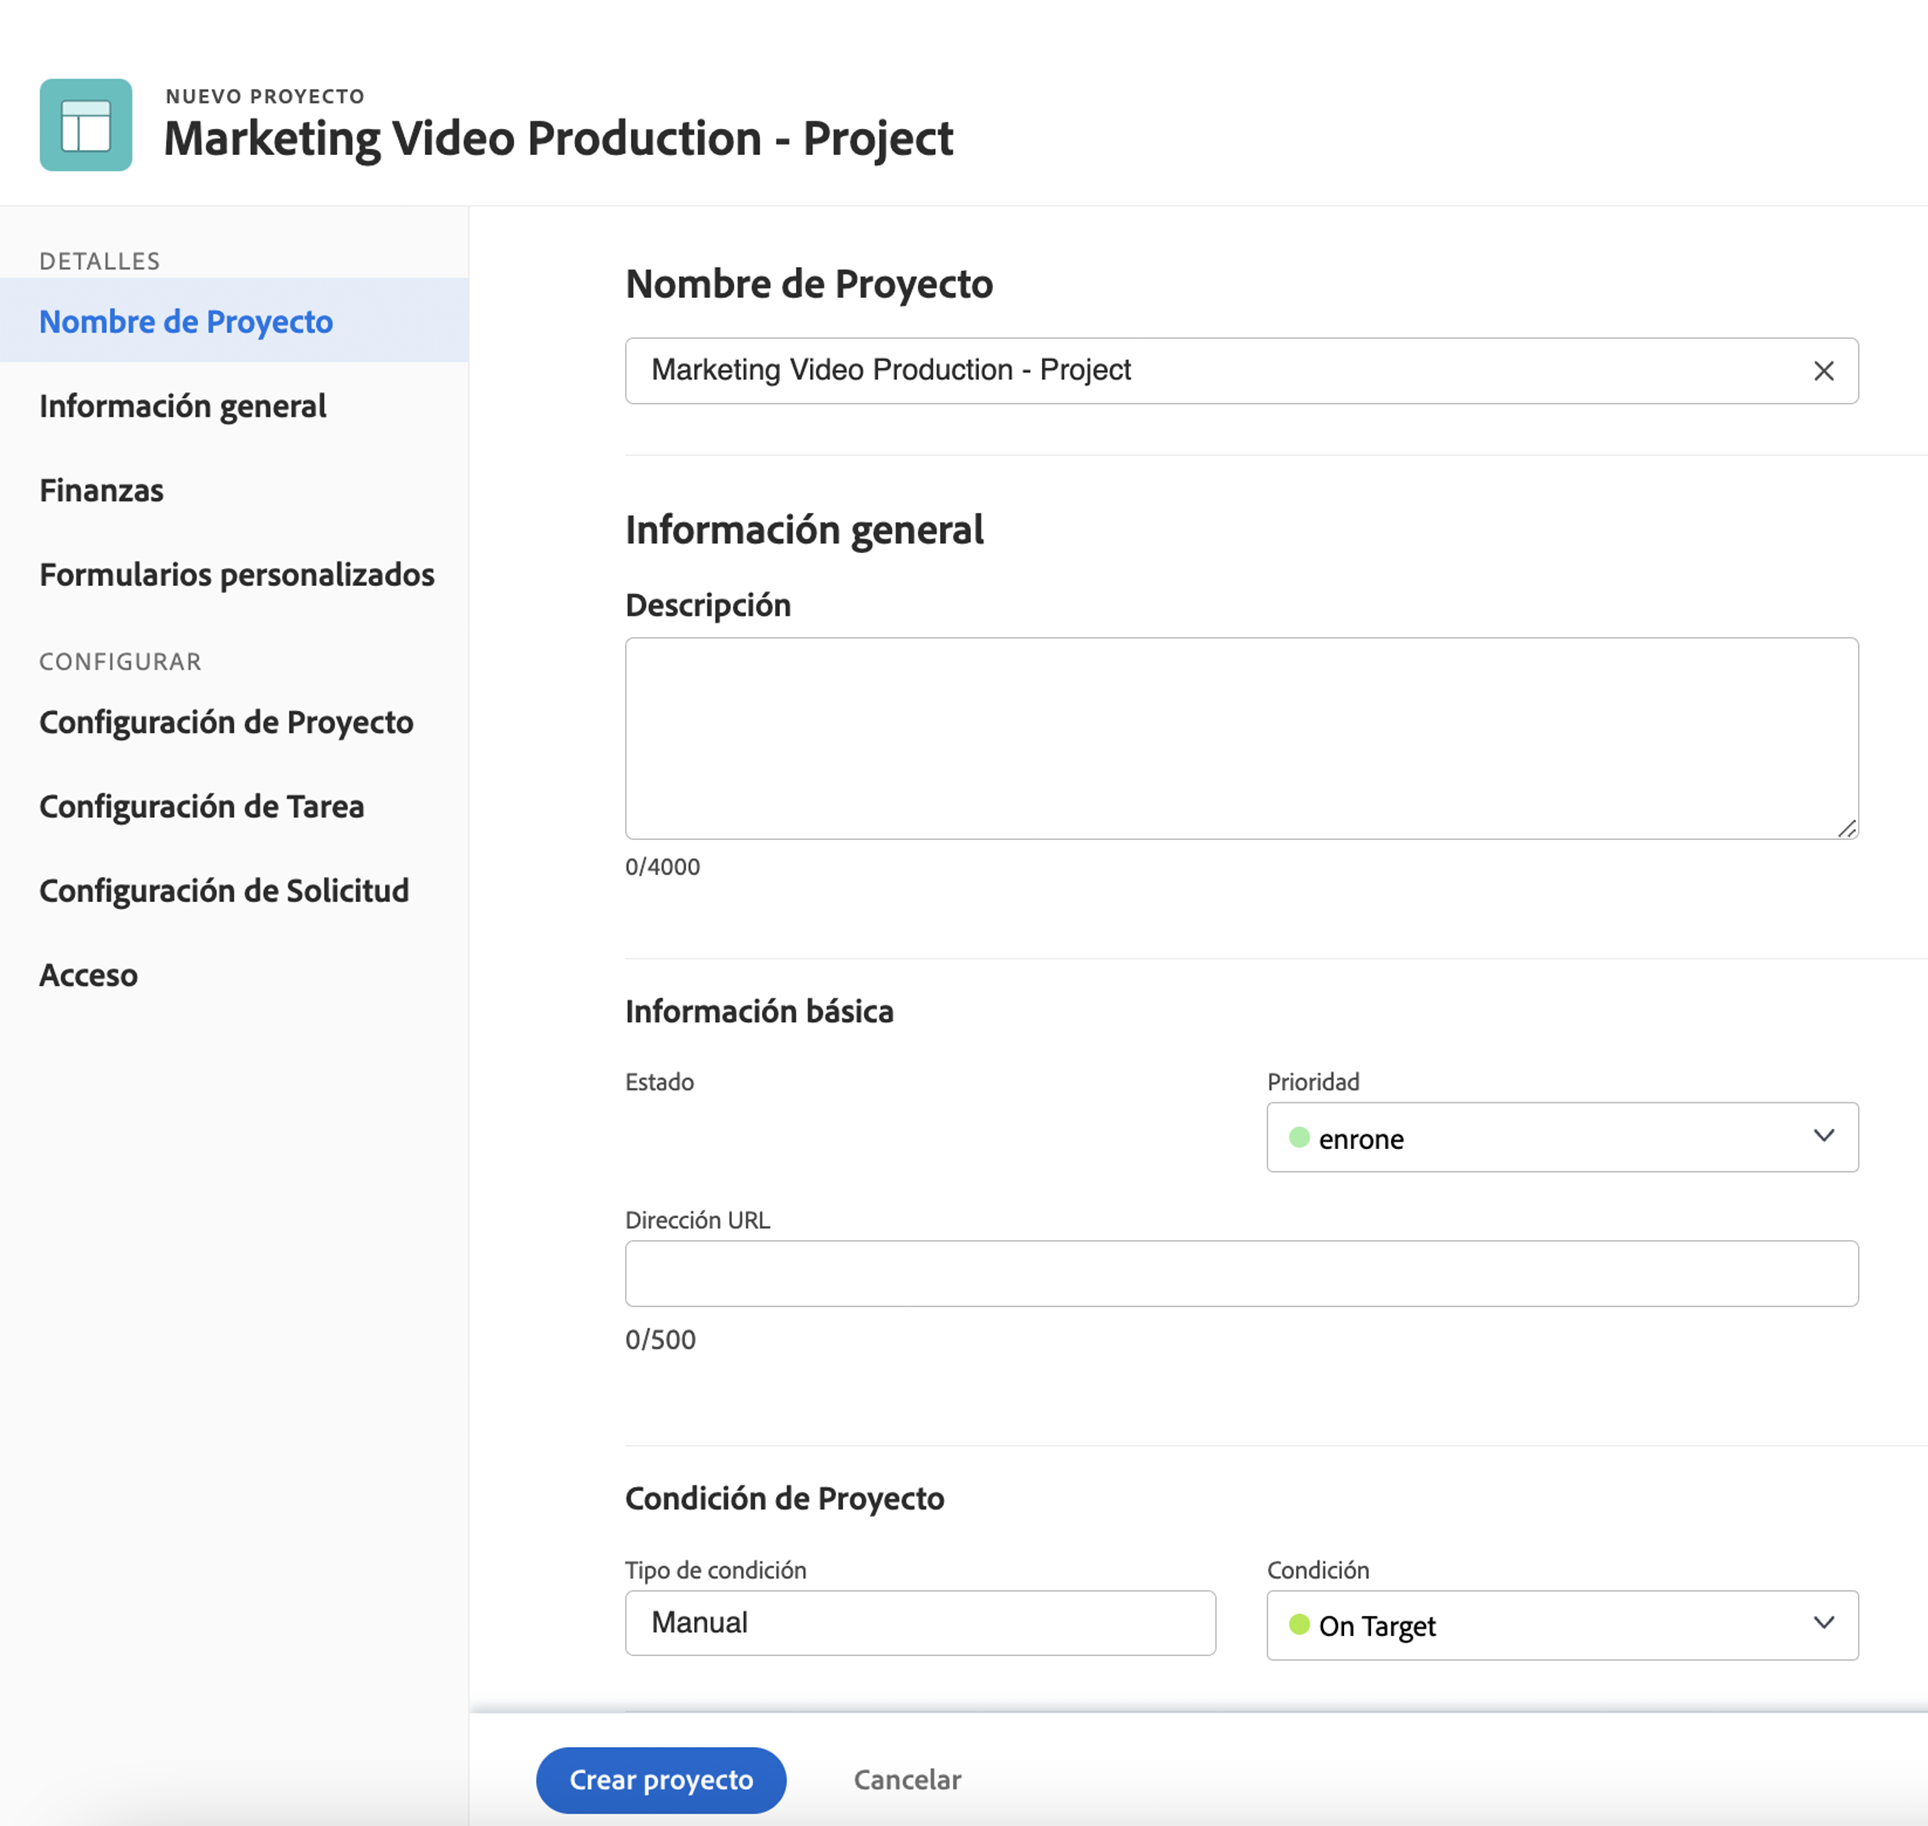 NUEVO PROYECTO
Marketing Video Production - Project
DETALLES
Nombre de Proyecto
Información general
Finanzas
Formularios personalizados
CONFIGURAR
Configuración de Proyecto
Configuración de Tarea
Configuración de Solicitud
Acceso
Nombre de Proyecto
Marketing Video Production - Project
Información general
Descripción
0/4000
Información básica
Estado
Prioridad
enrone
Dirección URL
0/500
Condición de Proyecto
Tipo de condición
Condición
Manual
On Target
Crear proyecto
Cancelar